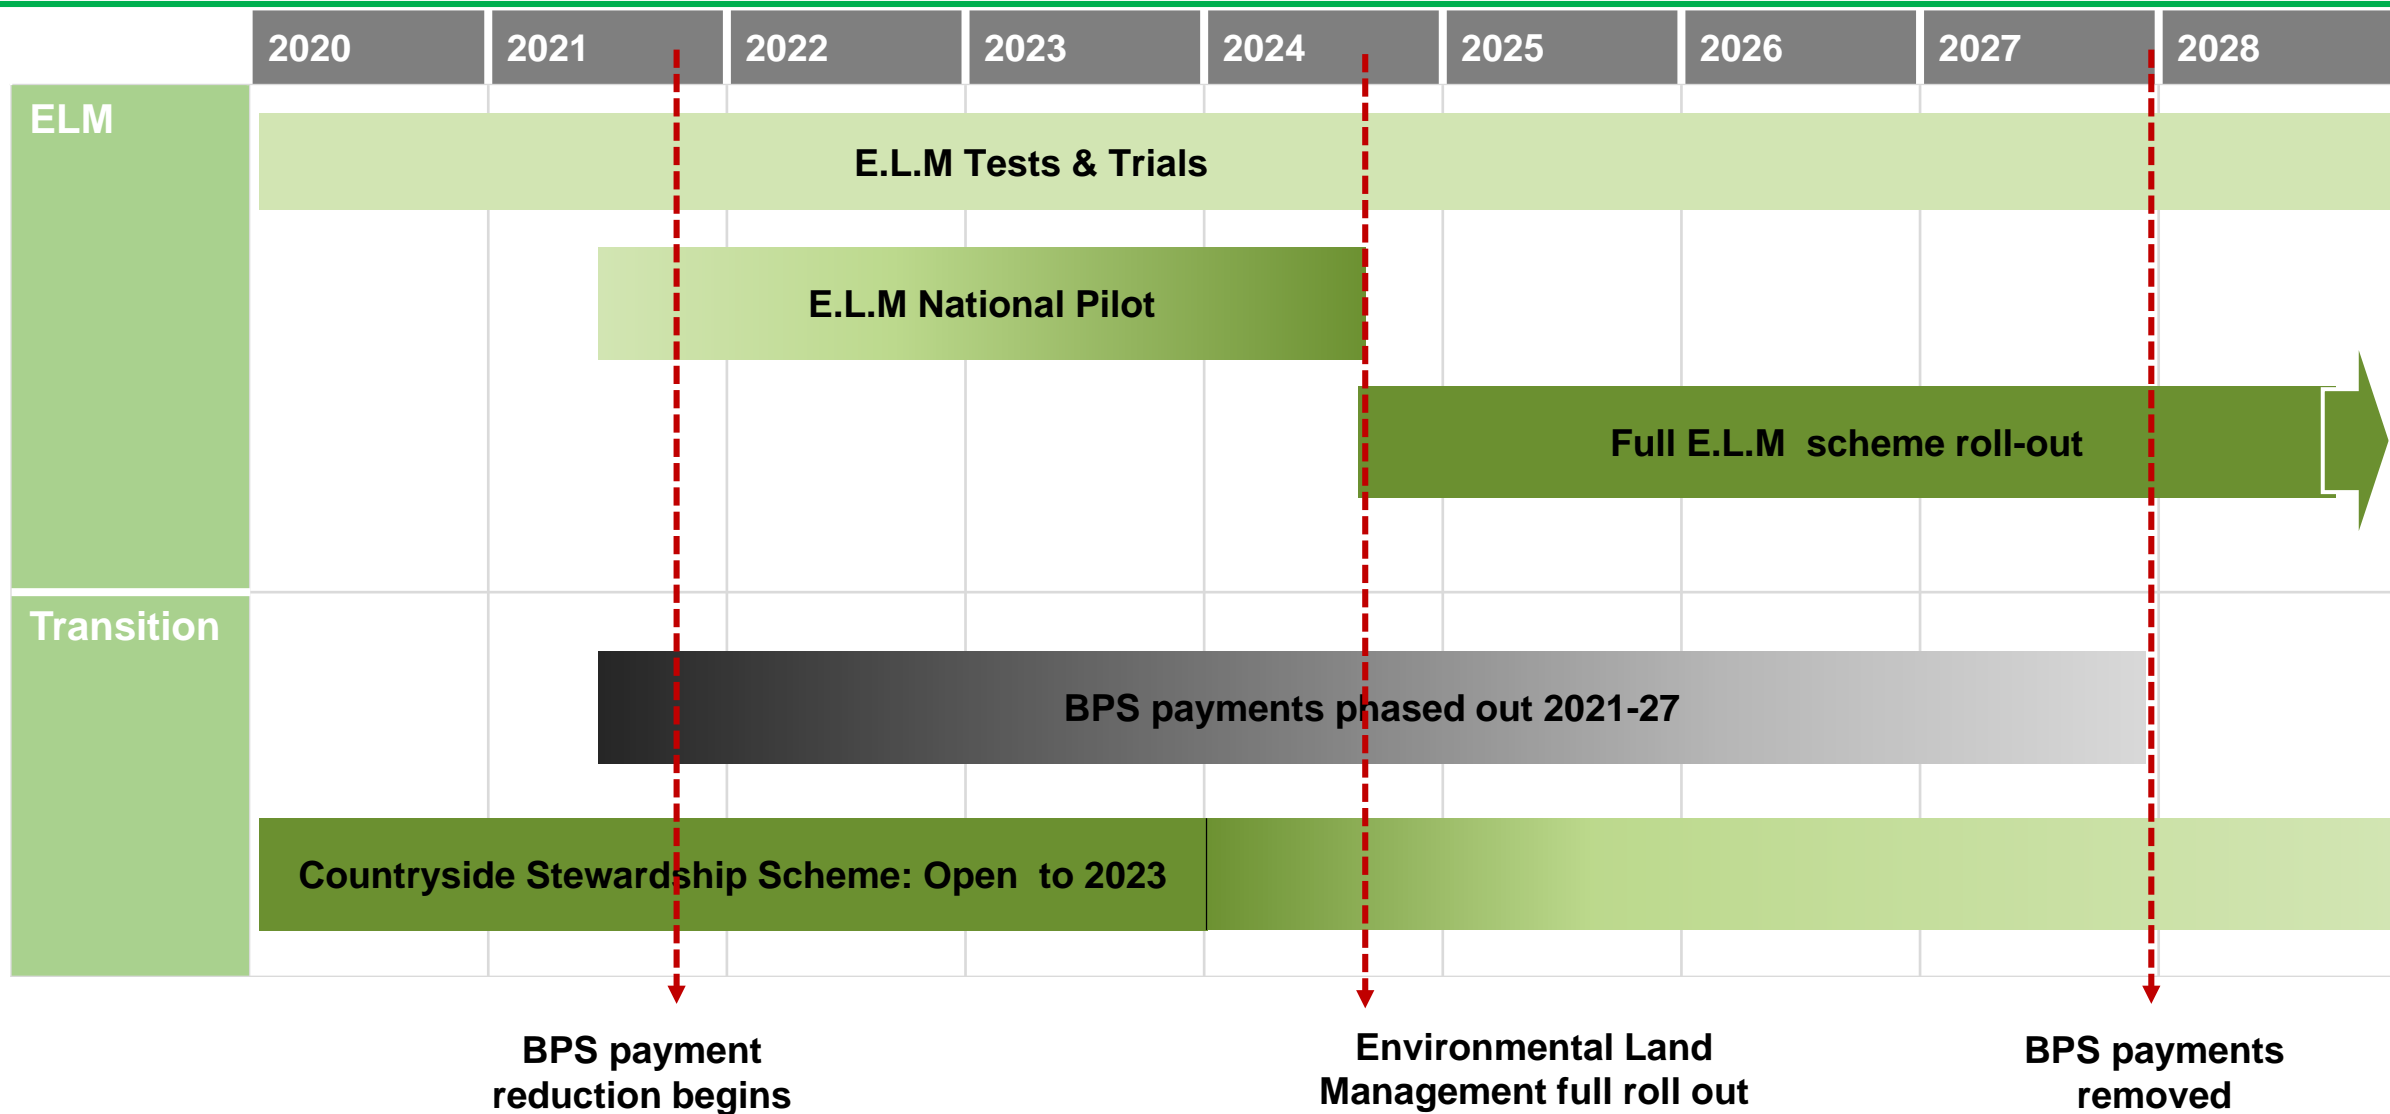 2020 2021 2022 2023 2024 2025 2026 2027 2028
ELM
E.L.M Tests & Trials
E.L.M National Pilot
Full E.L.M  scheme roll-out
Transition
BPS payments phased out 2021-27
Countryside Stewardship Scheme: Open  to 2023
BPS payment
reduction begins
Environmental Land
Management full roll out
BPS payments
removed